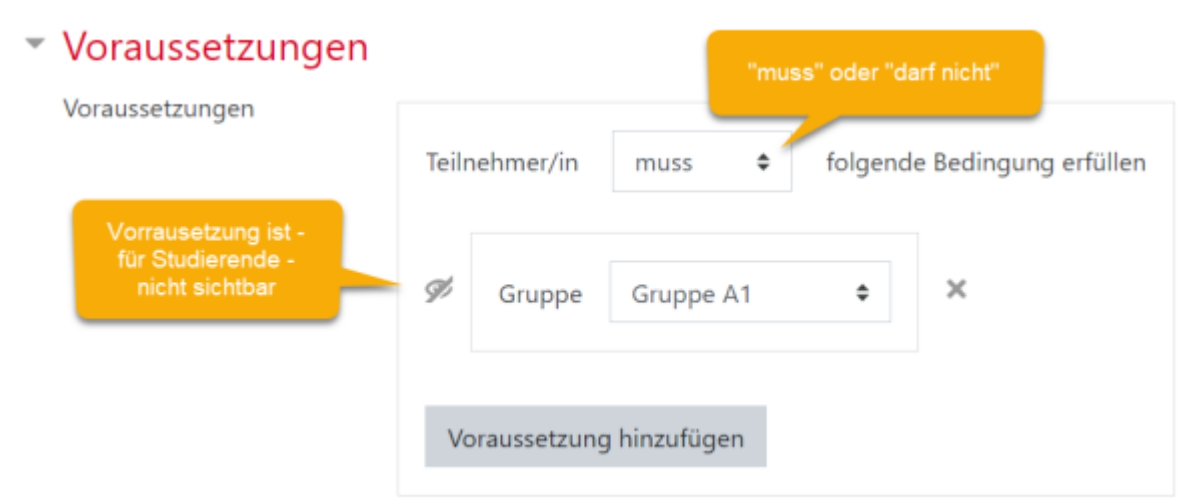 Voraussetzungen
"muss" oder "darf nicht"
Voraussetzungen
Teilnehmer/in muss folgende Bedingung erfüllen
Vorrausetzung ist -
für Studierende -
nicht sichtbar
Gruppe Gruppe A1
Voraussetzung hinzufügen